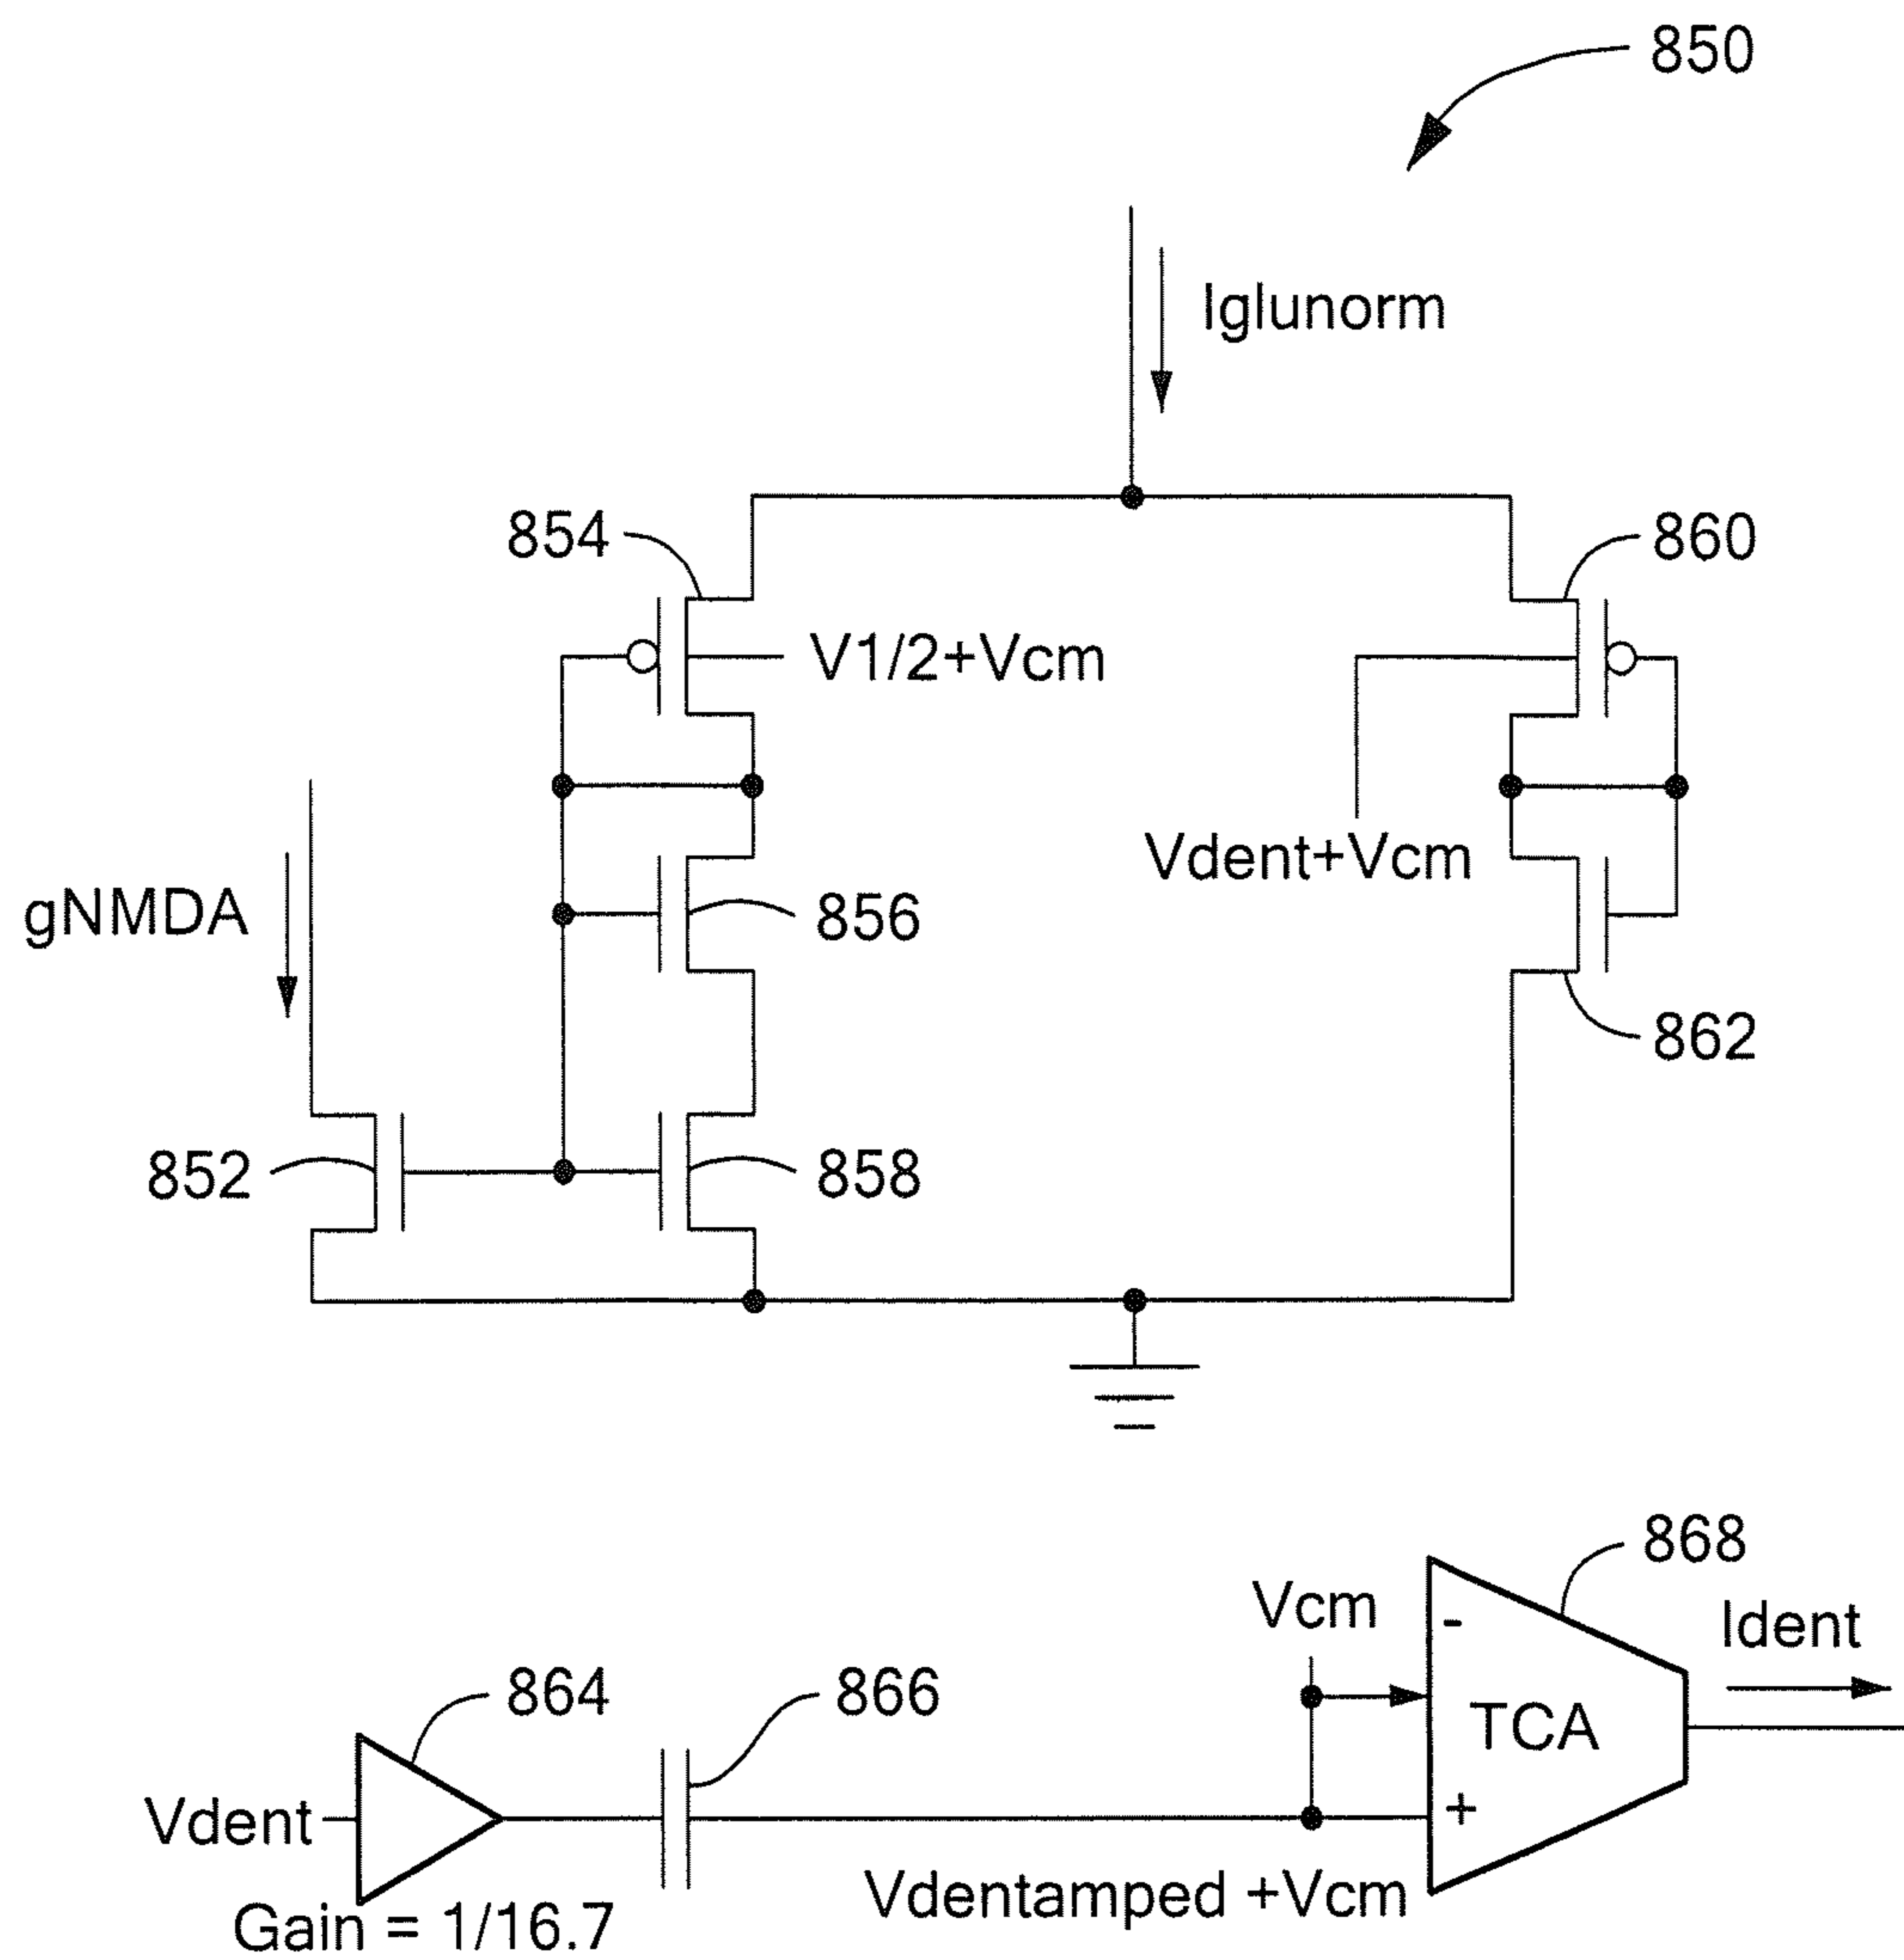 850
Iglunorm
854
860
V1/2+Vcm
Vdent+Vcm
gNMDA
856
862
852
858
868
Vcm
-
Ident
864
866
TCA
Vdent
+
Vdentamped +Vcm
Gain = 1/16.7